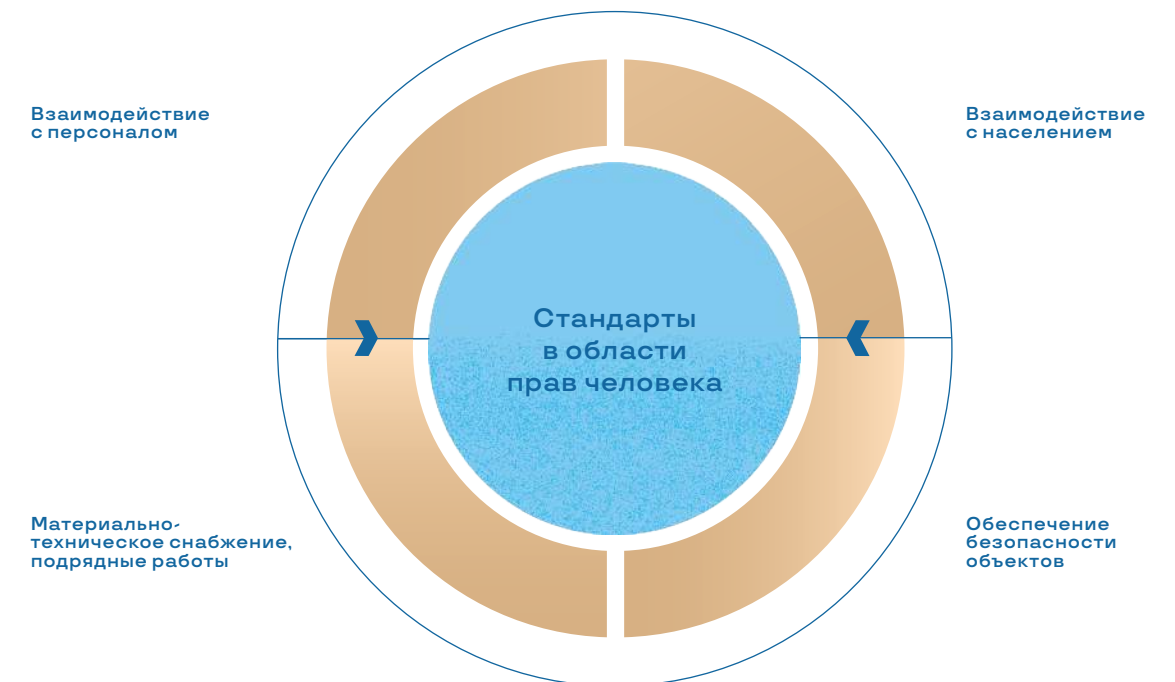 Взаимодействие
с персоналом
Взаимодействие
с населением
Стандарты
в области
прав человека
Материально-
техническое снабжение,
подрядные работы
Обеспечение
безопасности
объектов